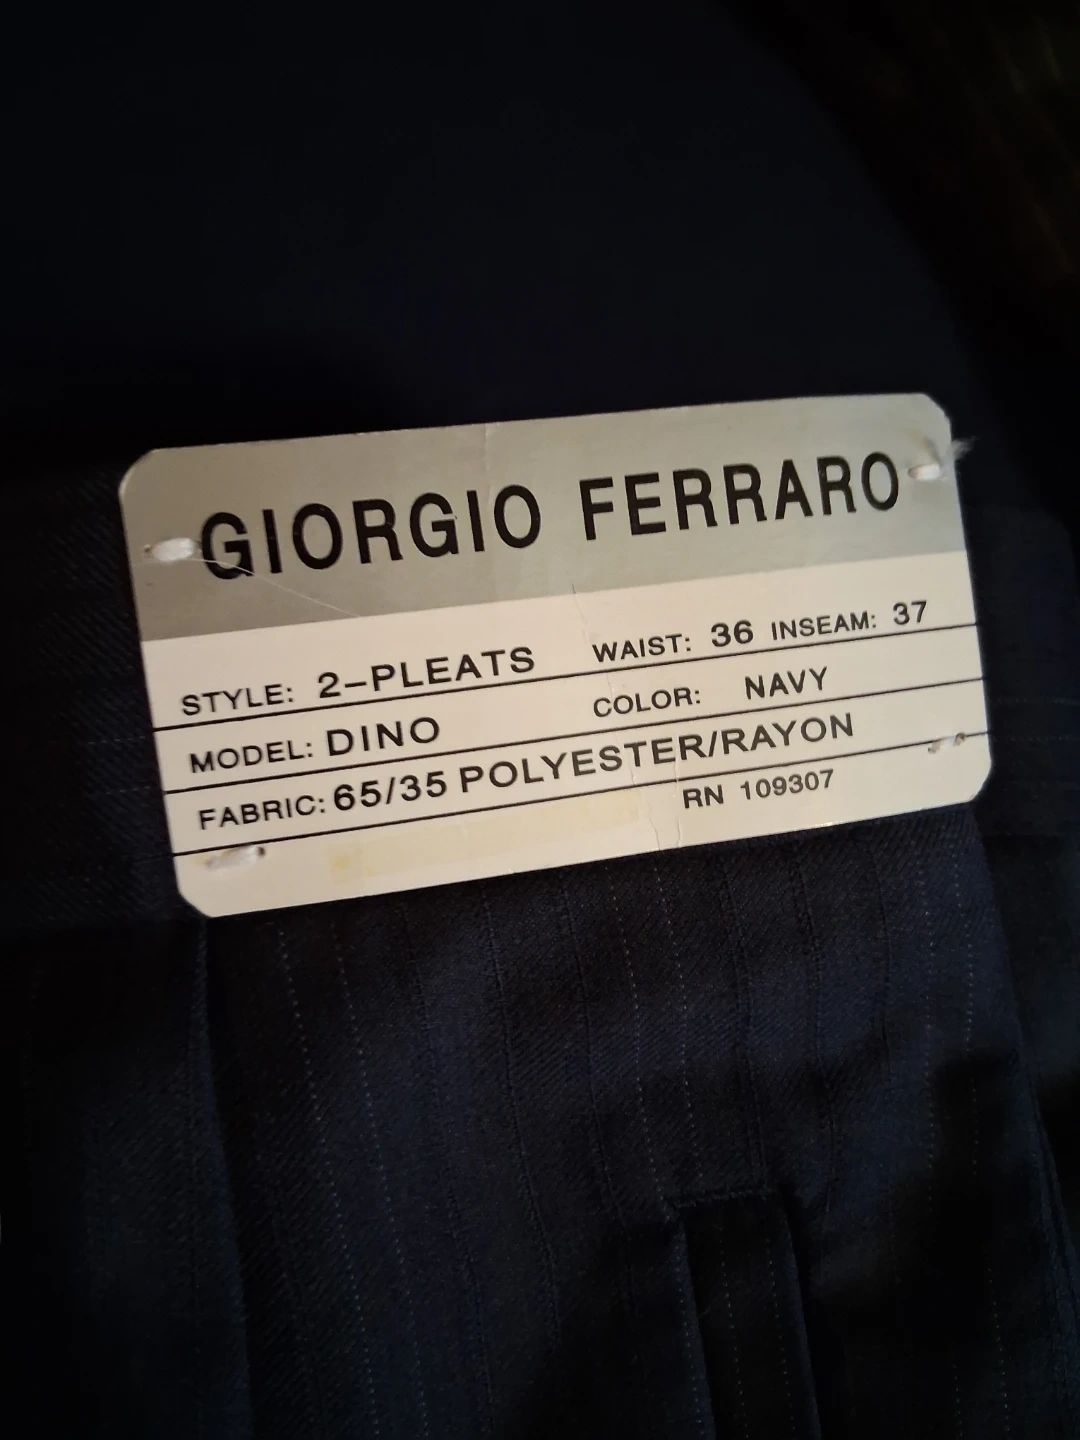 GIORGIO FERRARO
STYLE: 2-PLEATS WAIST: 36 INSEAM: 37
MODEL: DINO COLOR: NAVY
FABRIC: 65/35 POLYESTER/RAYON
RN 109307